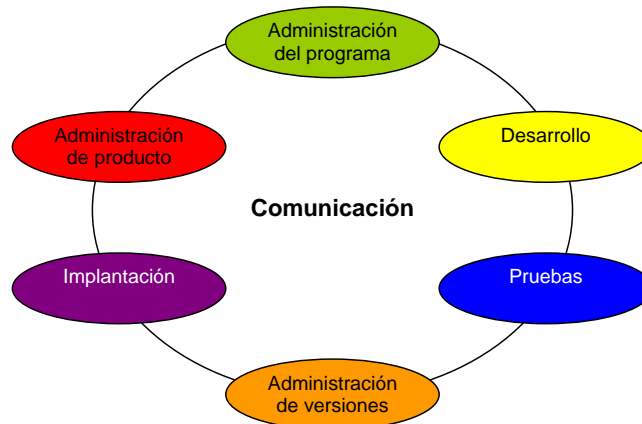 Administración
del programa
Administración
de producto
Desarrollo
Comunicación
Implantación
Pruebas
Administración
de versiones